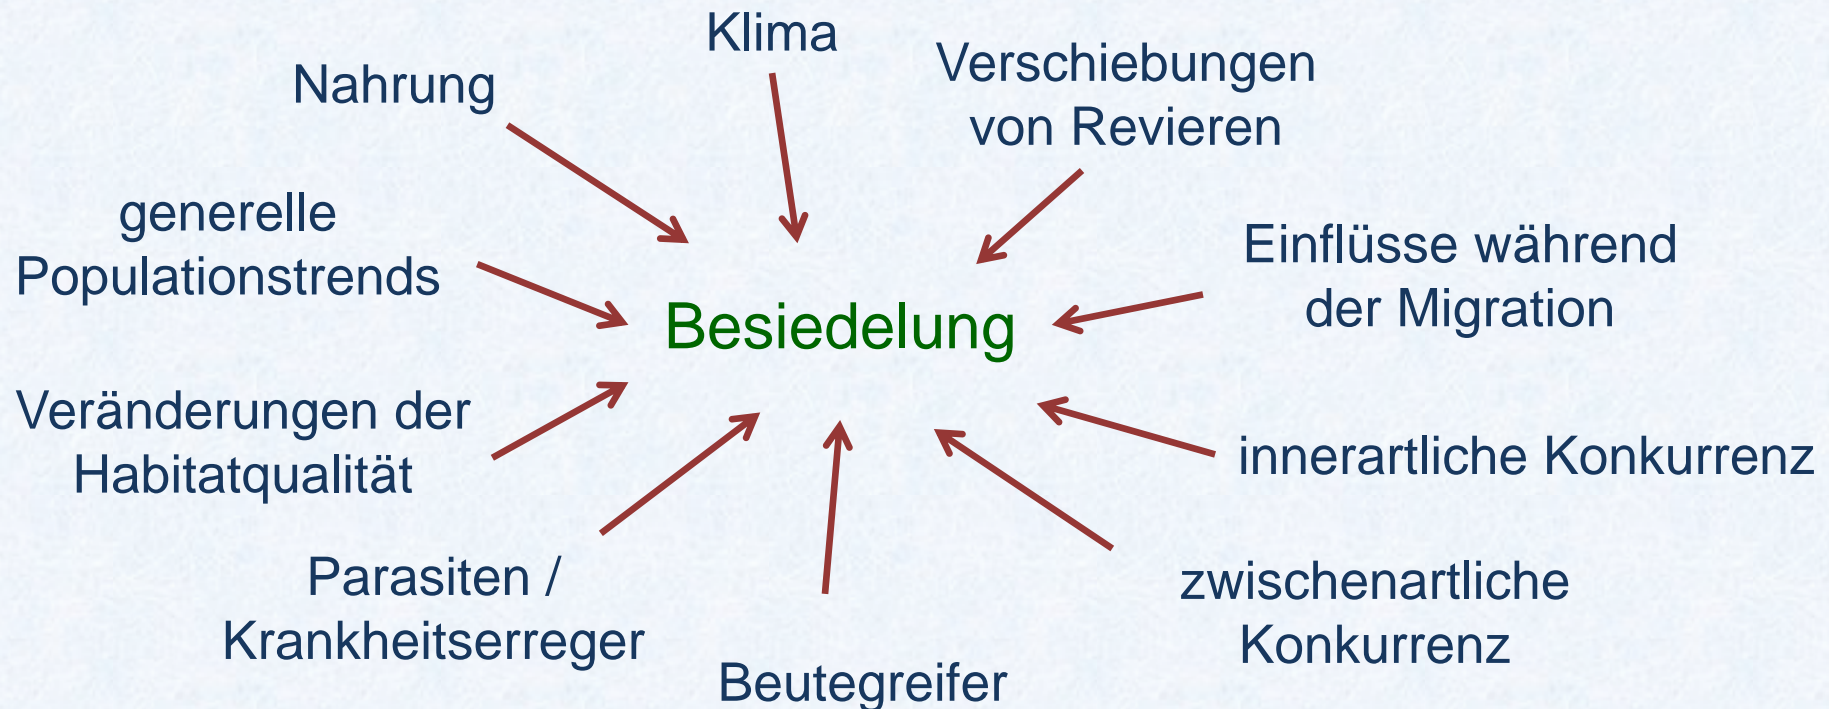 Klima
Nahrung
Verschiebungen
von Revieren
generelle
Populationstrends
Einflüsse während
der Migration
Besiedelung
Veränderungen der
Habitatqualität
innerartliche Konkurrenz
Parasiten /
Krankheitserreger
zwischenartliche
Konkurrenz
Beutegreifer